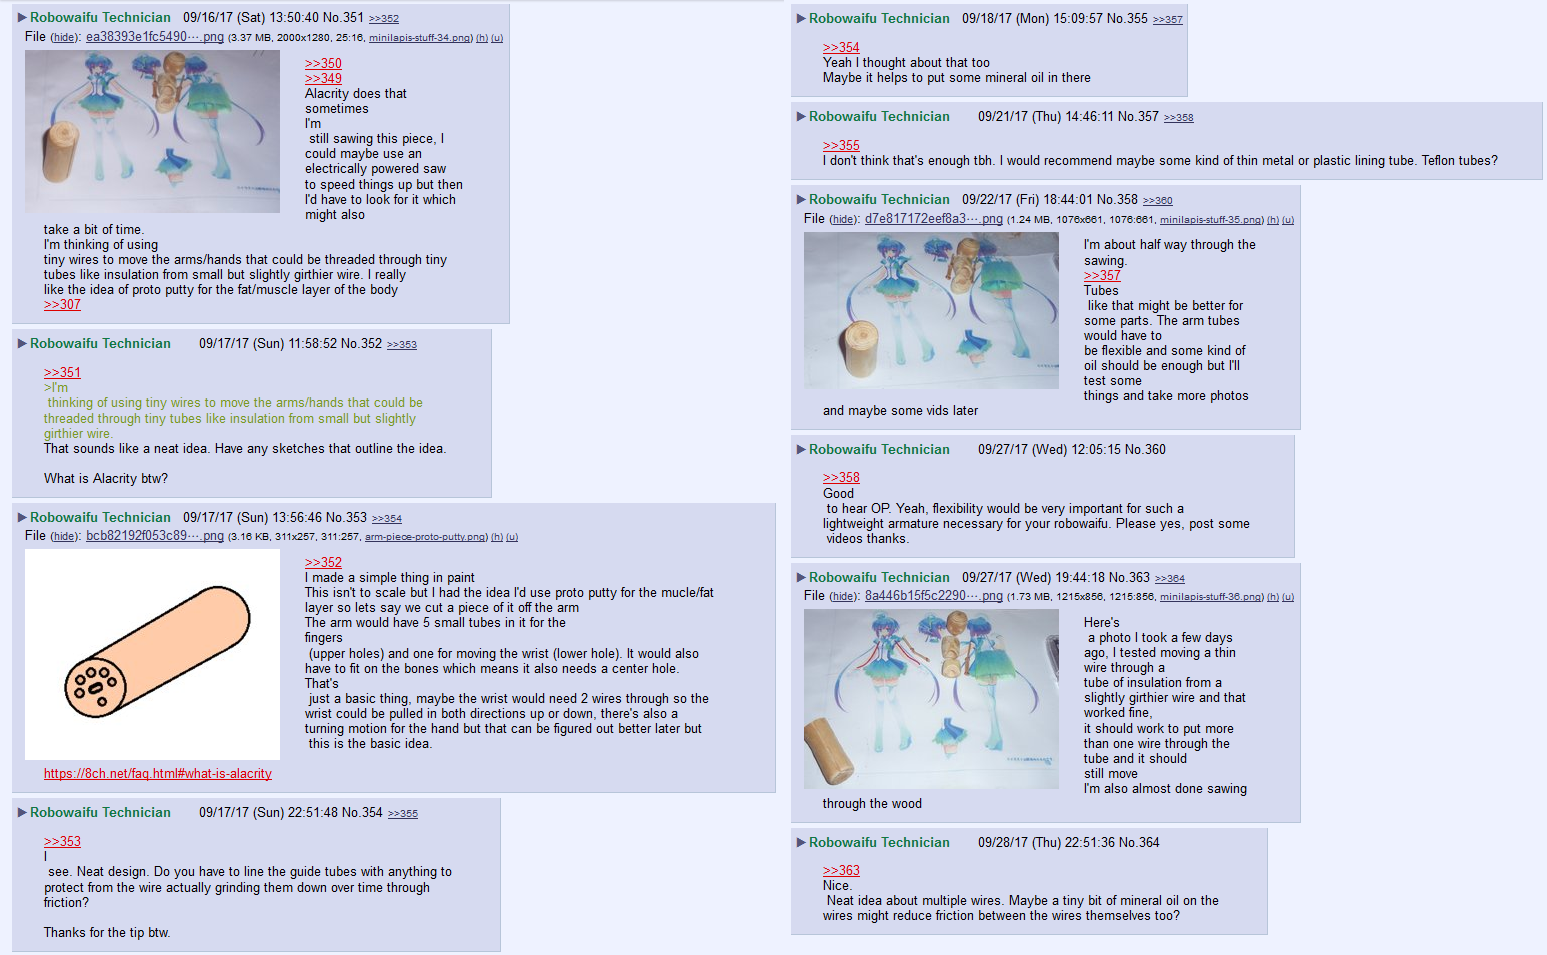 ▶Robowaifu Technician 09/16/17 (Sat) 13:50:40 No.351 >>352
File (hide): ea38393e1fc5490⋯.png (3.37 MB, 2000x1280, 25:16, minilapis-stuff-34.png) (h) (u)
>>350
>>349
Alacrity does that
sometimes
I'm
still sawing this piece, I
could maybe use an
electrically powered saw
to speed things up but then
I'd have to look for it which
might also
take a bit of time.
I'm thinking of using
tiny wires to move the arms/hands that could be threaded through tiny
tubes like insulation from small but slightly girthier wire. I really
like the idea of proto putty for the fat/muscle layer of the body
>>307
▶Robowaifu Technician 09/17/17 (Sun) 11:58:52 No.352 >>353
>>351
>I'm
thinking of using tiny wires to move the arms/hands that could be
threaded through tiny tubes like insulation from small but slightly
girthier wire.
That sounds like a neat idea. Have any sketches that outline the idea.
What is Alacrity btw?
▶Robowaifu Technician 09/17/17 (Sun) 13:56:46 No.353 >>354
File (hide): bcb82192f053c89⋯.png (3.16 KB, 311x257, 311:257, arm-piece-proto-putty.png) (h) (u)
>>352
I made a simple thing in paint
This isn't to scale but I had the idea I'd use proto putty for the mucle/fat
layer so lets say we cut a piece of it off the arm
The arm would have 5 small tubes in it for the
fingers
(upper holes) and one for moving the wrist (lower hole). It would also
have to fit on the bones which means it also needs a center hole.
That's
just a basic thing, maybe the wrist would need 2 wires through so the
wrist could be pulled in both directions up or down, there's also a
turning motion for the hand but that can be figured out better later but
this is the basic idea.
https://8ch.net/faq.html#what-is-alacrity
▶Robowaifu Technician 09/17/17 (Sun) 22:51:48 No.354 >>355
>>353
I
see. Neat design. Do you have to line the guide tubes with anything to
protect from the wire actually grinding them down over time through
friction?
Thanks for the tip btw.
▶Robowaifu Technician 09/18/17 (Mon) 15:09:57 No.355 >>357
>>354
Yeah I thought about that too
Maybe it helps to put some mineral oil in there
▶Robowaifu Technician 09/21/17 (Thu) 14:46:11 No.357 >>358
>>355
I don't think that's enough tbh. I would recommend maybe some kind of thin metal or plastic lining tube. Teflon tubes?
▶Robowaifu Technician 09/22/17 (Fri) 18:44:01 No.358 >>360
File (hide): d7e817172eef8a3⋯.png (1.24 MB, 1076x661, 1076:661, minilapis-stuff-35.png) (h) (u)
I'm about half way through the
sawing.
>>357
Tubes
like that might be better for
some parts. The arm tubes
would have to
be flexible and some kind of
oil should be enough but I'll
test some
things and take more photos
and maybe some vids later
▶Robowaifu Technician 09/27/17 (Wed) 12:05:15 No.360
>>358
Good
to hear OP. Yeah, flexibility would be very important for such a
lightweight armature necessary for your robowaifu. Please yes, post some
videos thanks.
▶Robowaifu Technician 09/27/17 (Wed) 19:44:18 No.363 >>364
File (hide): 8a446b15f5c2290⋯.png (1.73 MB, 1215x856, 1215:856, minilapis-stuff-36.png) (h) (u)
Here's
a photo I took a few days
ago, I tested moving a thin
wire through a
tube of insulation from a
slightly girthier wire and that
worked fine,
it should work to put more
than one wire through the
tube and it should
still move
I'm also almost done sawing
through the wood
▶Robowaifu Technician 09/28/17 (Thu) 22:51:36 No.364
>>363
Nice.
Neat idea about multiple wires. Maybe a tiny bit of mineral oil on the
wires might reduce friction between the wires themselves too?